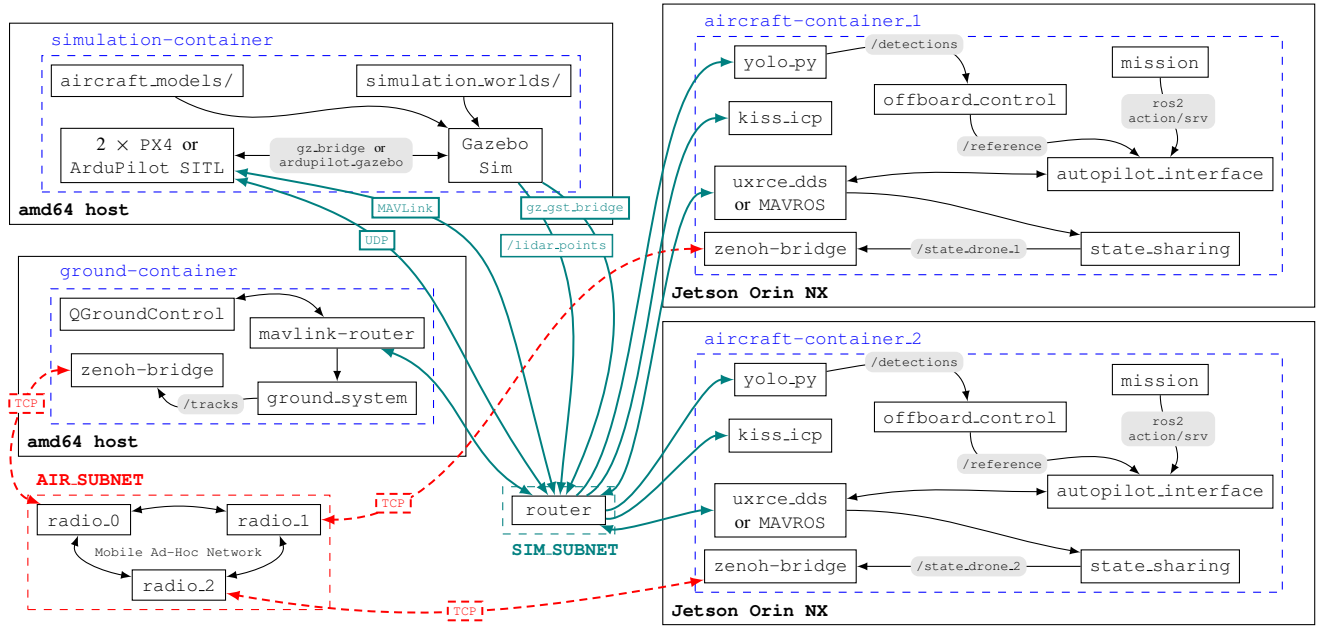 simulation-container
aircraft_models/
simulation_worlds/
2 × PX4 or
ArduPilot SITL
gz_bridge or
ardupilot_gazebo
Gazebo
Sim
amd64 host
MAVLink
gz_gst_bridge
UDP
/lidar_points
ground-container
QGroundControl
mavlink-router
zenoh-bridge
/tracks
ground_system
TCP
amd64 host
AIR_SUBNET
radio_0
radio_1
Mobile Ad-Hoc Network
radio_2
TCP
TCP
router
SIM_SUBNET
aircraft-container_1
yolo_py
/detections
mission
offboard_control
ros2
action/srv
kiss_icp
/reference
uxrce_dds
or MAVROS
autopilot_interface
zenoh-bridge
/state_drone_1
state_sharing
Jetson Orin NX
aircraft-container_2
yolo_py
/detections
mission
offboard_control
ros2
action/srv
kiss_icp
/reference
uxrce_dds
or MAVROS
autopilot_interface
zenoh-bridge
/state_drone_2
state_sharing
Jetson Orin NX